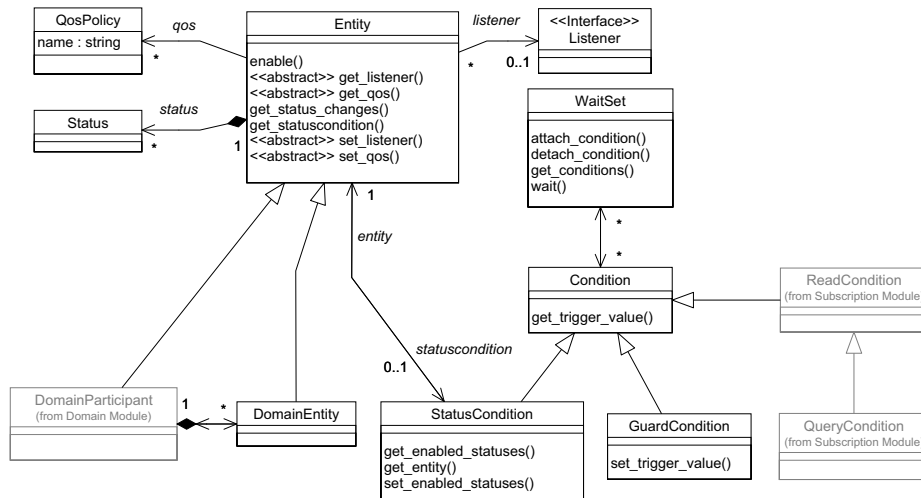 QosPolicy
name : string
qos
*
Entity
enable()
<<abstract>> get_listener()
<<abstract>> get_qos()
get_status_changes()
get_statuscondition()
<<abstract>> set_listener()
<<abstract>> set_qos()
listener
*
0..1
<<Interface>>
Listener
Status
status
*
1
WaitSet
attach_condition()
detach_condition()
get_conditions()
wait()
1
entity
*
*
Condition
get_trigger_value()
ReadCondition
(from Subscription Module)
statuscondition
0..1
DomainParticipant
(from Domain Module)
1
*
DomainEntity
StatusCondition
get_enabled_statuses()
get_entity()
set_enabled_statuses()
GuardCondition
set_trigger_value()
QueryCondition
(from Subscription Module)